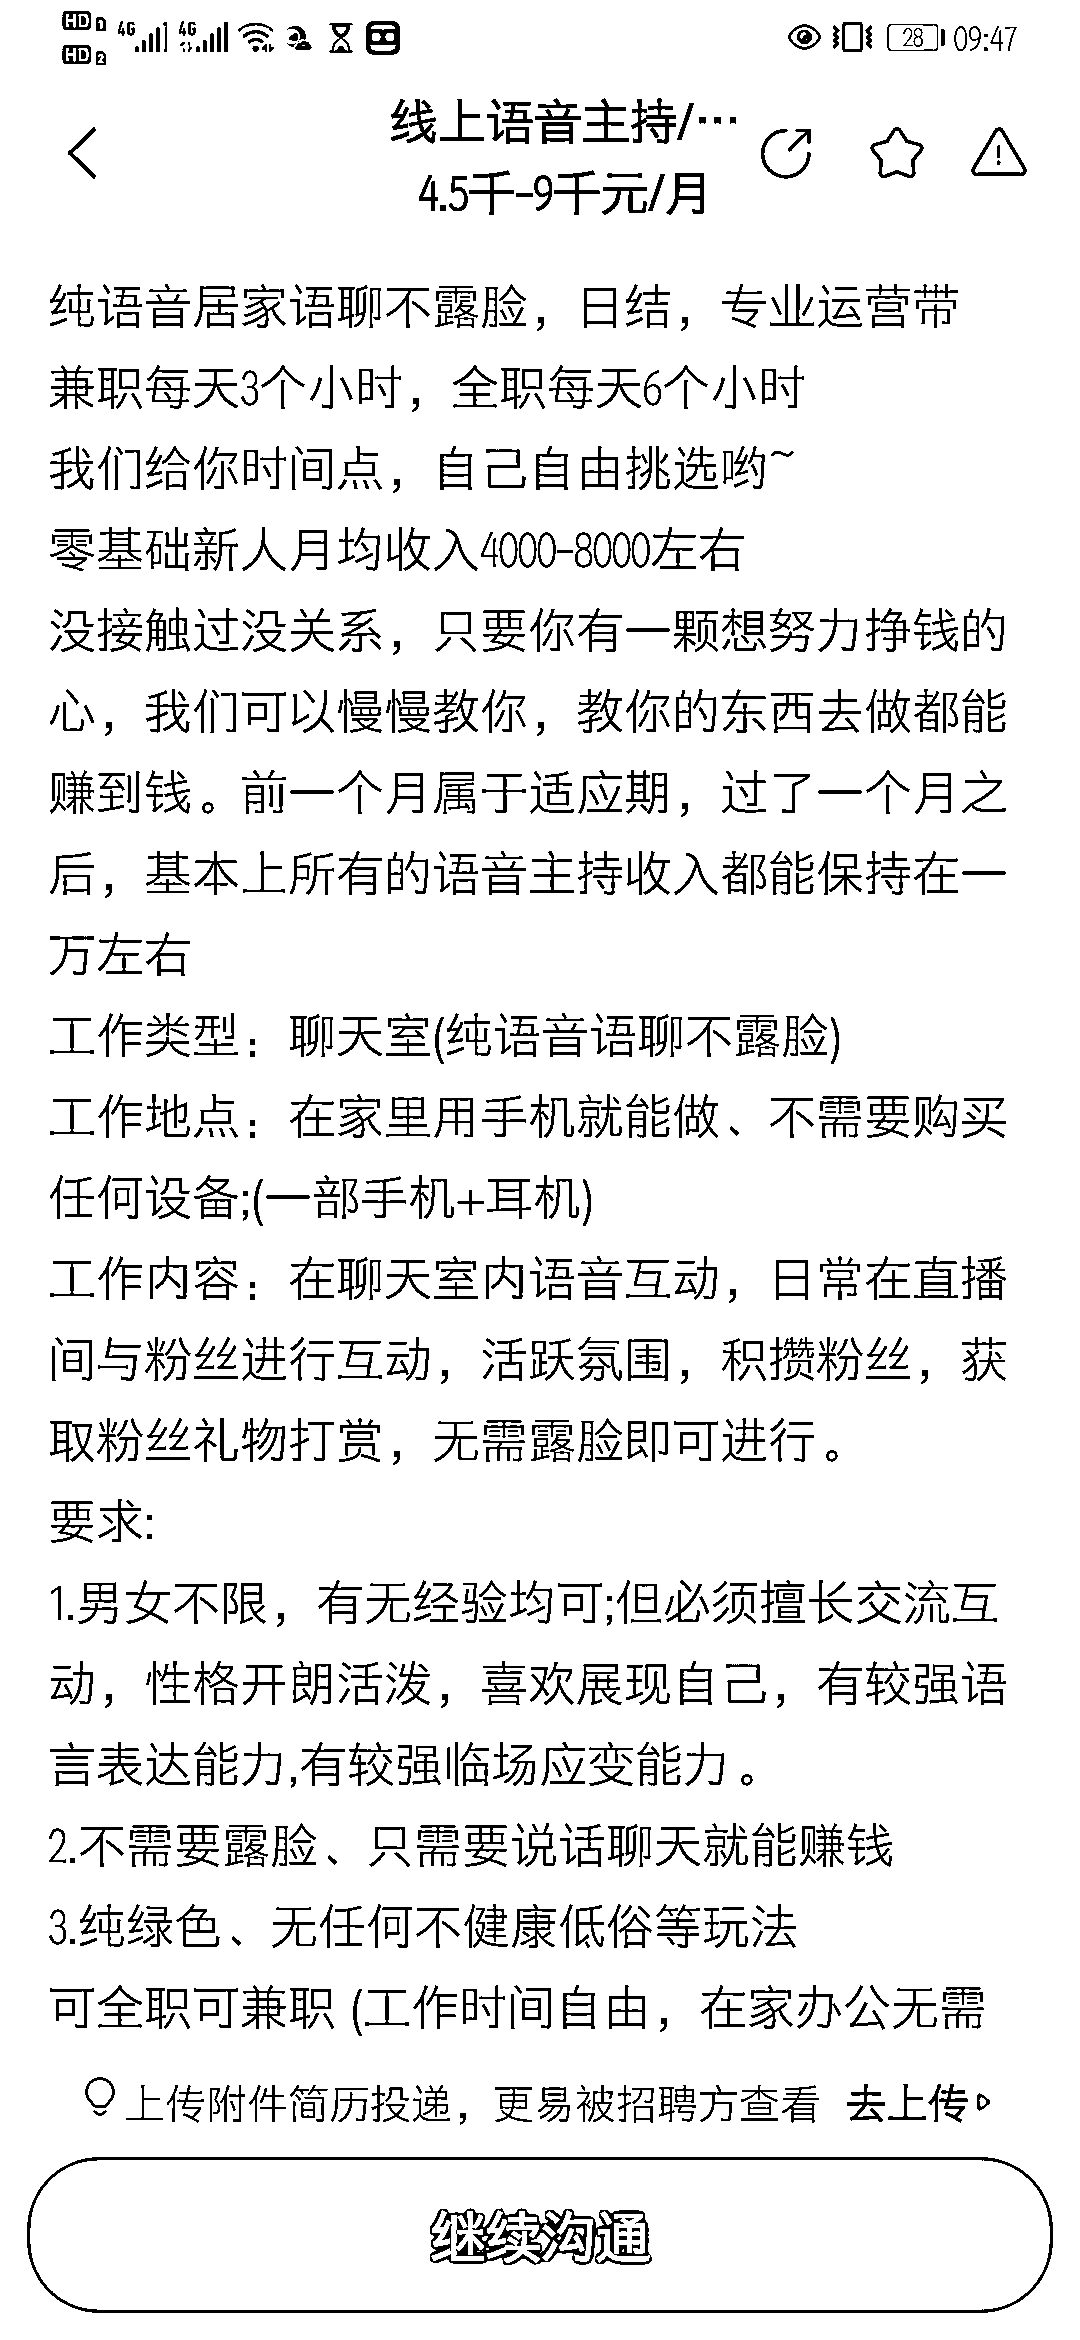 HD 1 4G 4G 28 09:47
HD 2
线上语音主持/…
4.5千-9千元/月
纯语音居家语聊不露脸，日结，专业运营带
兼职每天3个小时，全职每天6个小时
我们给你时间点，自己自由挑选哟~
零基础新人月均收入4000-8000左右
没接触过没关系，只要你有一颗想努力挣钱的
心，我们可以慢慢教你，教你的东西去做都能
赚到钱。前一个月属于适应期，过了一个月之
后，基本上所有的语音主持收入都能保持在一
万左右
工作类型：聊天室(纯语音语聊不露脸)
工作地点：在家里用手机就能做、不需要购买
任何设备;(一部手机+耳机)
工作内容：在聊天室内语音互动，日常在直播
间与粉丝进行互动，活跃氛围，积攒粉丝，获
取粉丝礼物打赏，无需露脸即可进行。
要求:
1.男女不限，有无经验均可;但必须擅长交流互
动，性格开朗活泼，喜欢展现自己，有较强语
言表达能力,有较强临场应变能力。
2.不需要露脸、只需要说话聊天就能赚钱
3.纯绿色、无任何不健康低俗等玩法
可全职可兼职 (工作时间自由，在家办公无需
上传附件简历投递，更易被招聘方查看 去上传
继续沟通